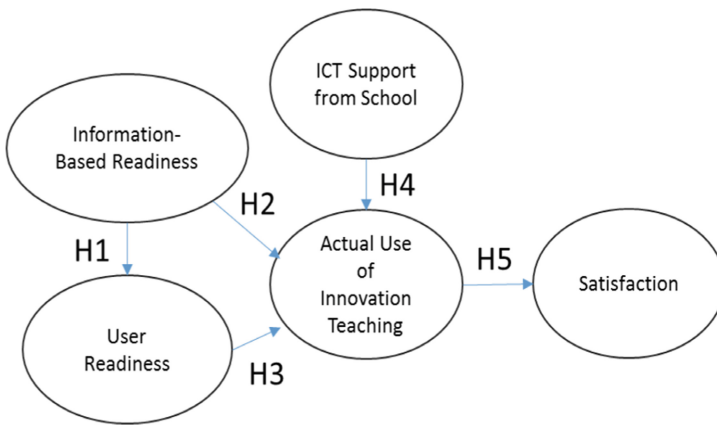 ICT Support
from School
Information-
Based Readiness
H2
H4
H1
Actual Use
of
Innovation
Teaching
H5
Satisfaction
User
Readiness
H3